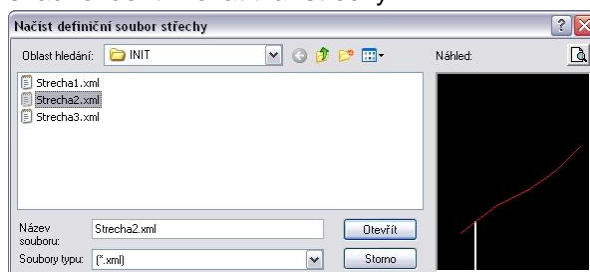 Načíst definiční soubor střechy
Oblast hledání: INIT
Náhled:
Strecha1.xml
Strecha2.xml
Strecha3.xml
Název souboru: Strecha2.xml Otevřít
Soubory typu: (*.xml) Storno